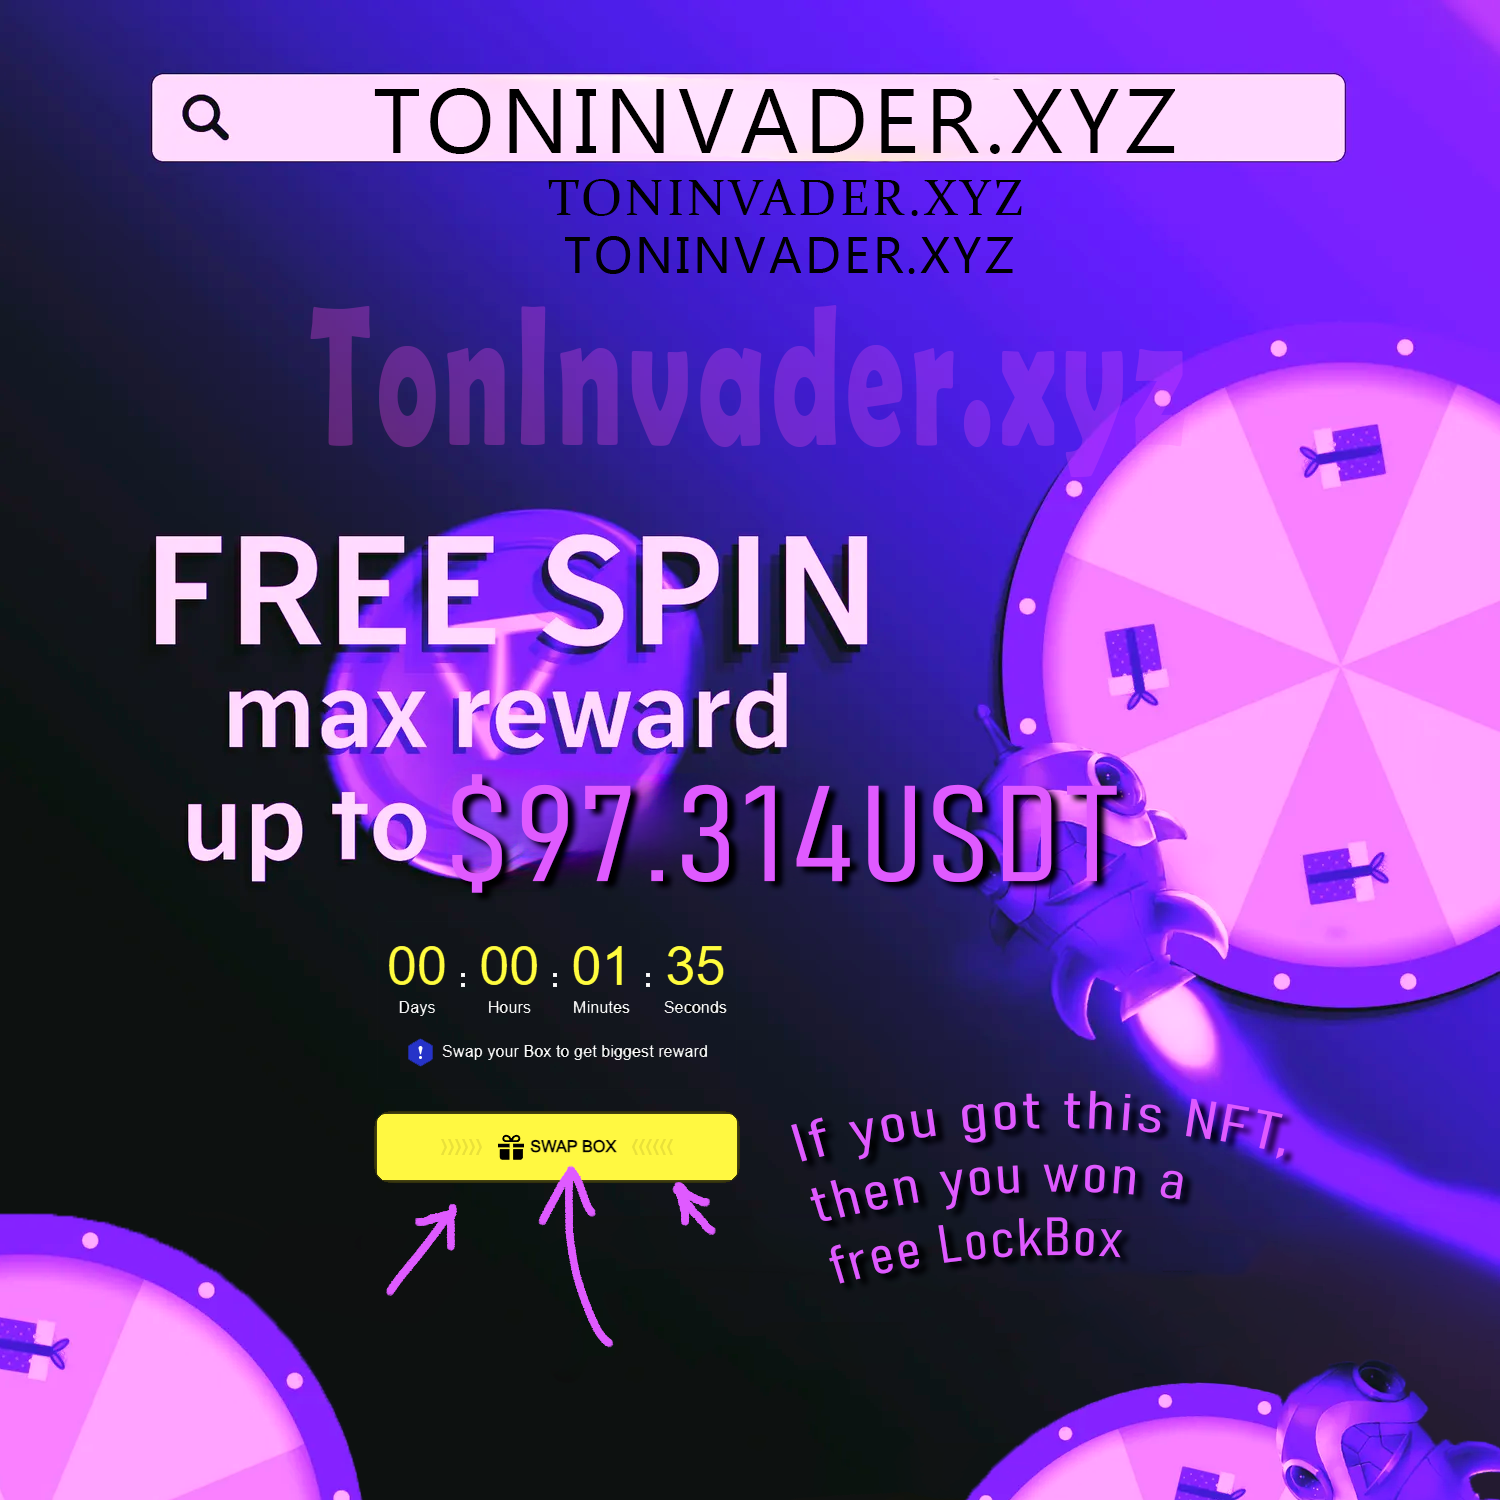 TONINVADER.XYZ
TONINVADER.XYZ
TONINVADER.XYZ
TonInvader.xyz
FREE SPIN
max reward
up to $97.314USDT
00 : 00 : 01 : 35
Days Hours Minutes Seconds
! Swap your Box to get biggest reward
SWAP BOX
If you got this NFT,
then you won a
free LockBox